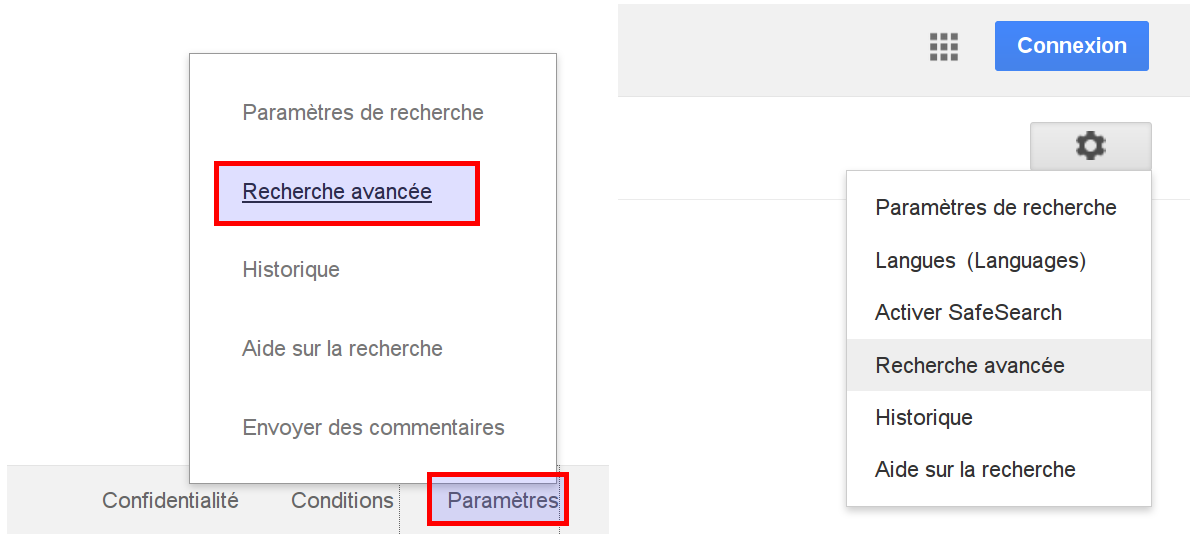 Paramètres de recherche
Recherche avancée
Historique
Aide sur la recherche
Envoyer des commentaires
Confidentialité Conditions Paramètres
Connexion
Paramètres de recherche
Langues (Languages)
Activer SafeSearch
Recherche avancée
Historique
Aide sur la recherche